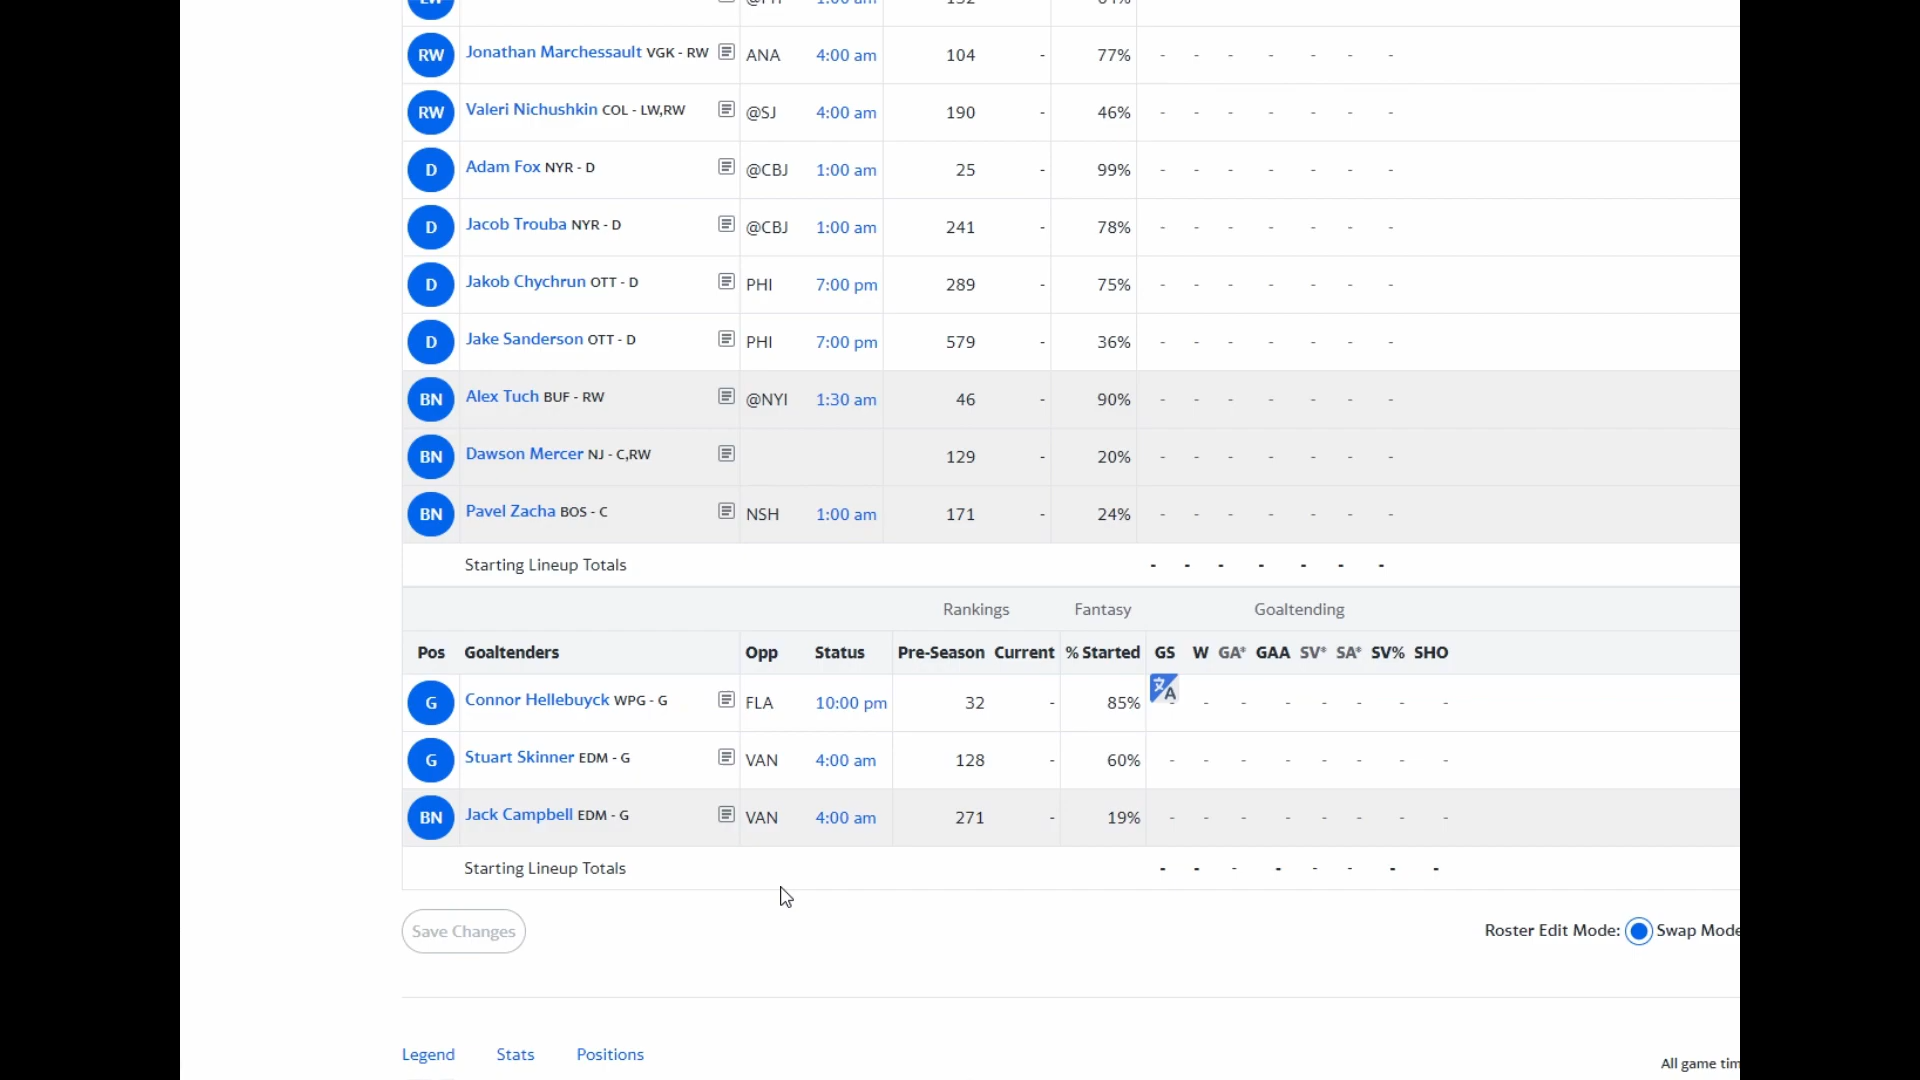 RW Jonathan Marchessault VGK - RW ANA 4:00 am 104 - 77% - - - - - - -
RW Valeri Nichushkin COL - LW,RW @SJ 4:00 am 190 - 46% - - - - - - -
D Adam Fox NYR - D @CBJ 1:00 am 25 - 99% - - - - - - -
D Jacob Trouba NYR - D @CBJ 1:00 am 241 - 78% - - - - - - -
D Jakob Chychrun OTT - D PHI 7:00 pm 289 - 75% - - - - - - -
D Jake Sanderson OTT - D PHI 7:00 pm 579 - 36% - - - - - - -
BN Alex Tuch BUF - RW @NYI 1:30 am 46 - 90% - - - - - - -
BN Dawson Mercer NJ - C,RW 129 - 20% - - - - - - -
BN Pavel Zacha BOS - C NSH 1:00 am 171 - 24% - - - - - - -
Starting Lineup Totals - - - - - - -
Rankings Fantasy Goaltending
Pos Goaltenders Opp Status Pre-Season Current % Started GS W GA* GAA SV* SA* SV% SHO
G Connor Hellebuyck WPG - G FLA 10:00 pm 32 - 85% - - - - - - - -
G Stuart Skinner EDM - G VAN 4:00 am 128 - 60% - - - - - - - -
BN Jack Campbell EDM - G VAN 4:00 am 271 - 19% - - - - - - - -
Starting Lineup Totals - - - - - - - -
Save Changes Roster Edit Mode: Swap Mode
Legend Stats Positions
All game tim